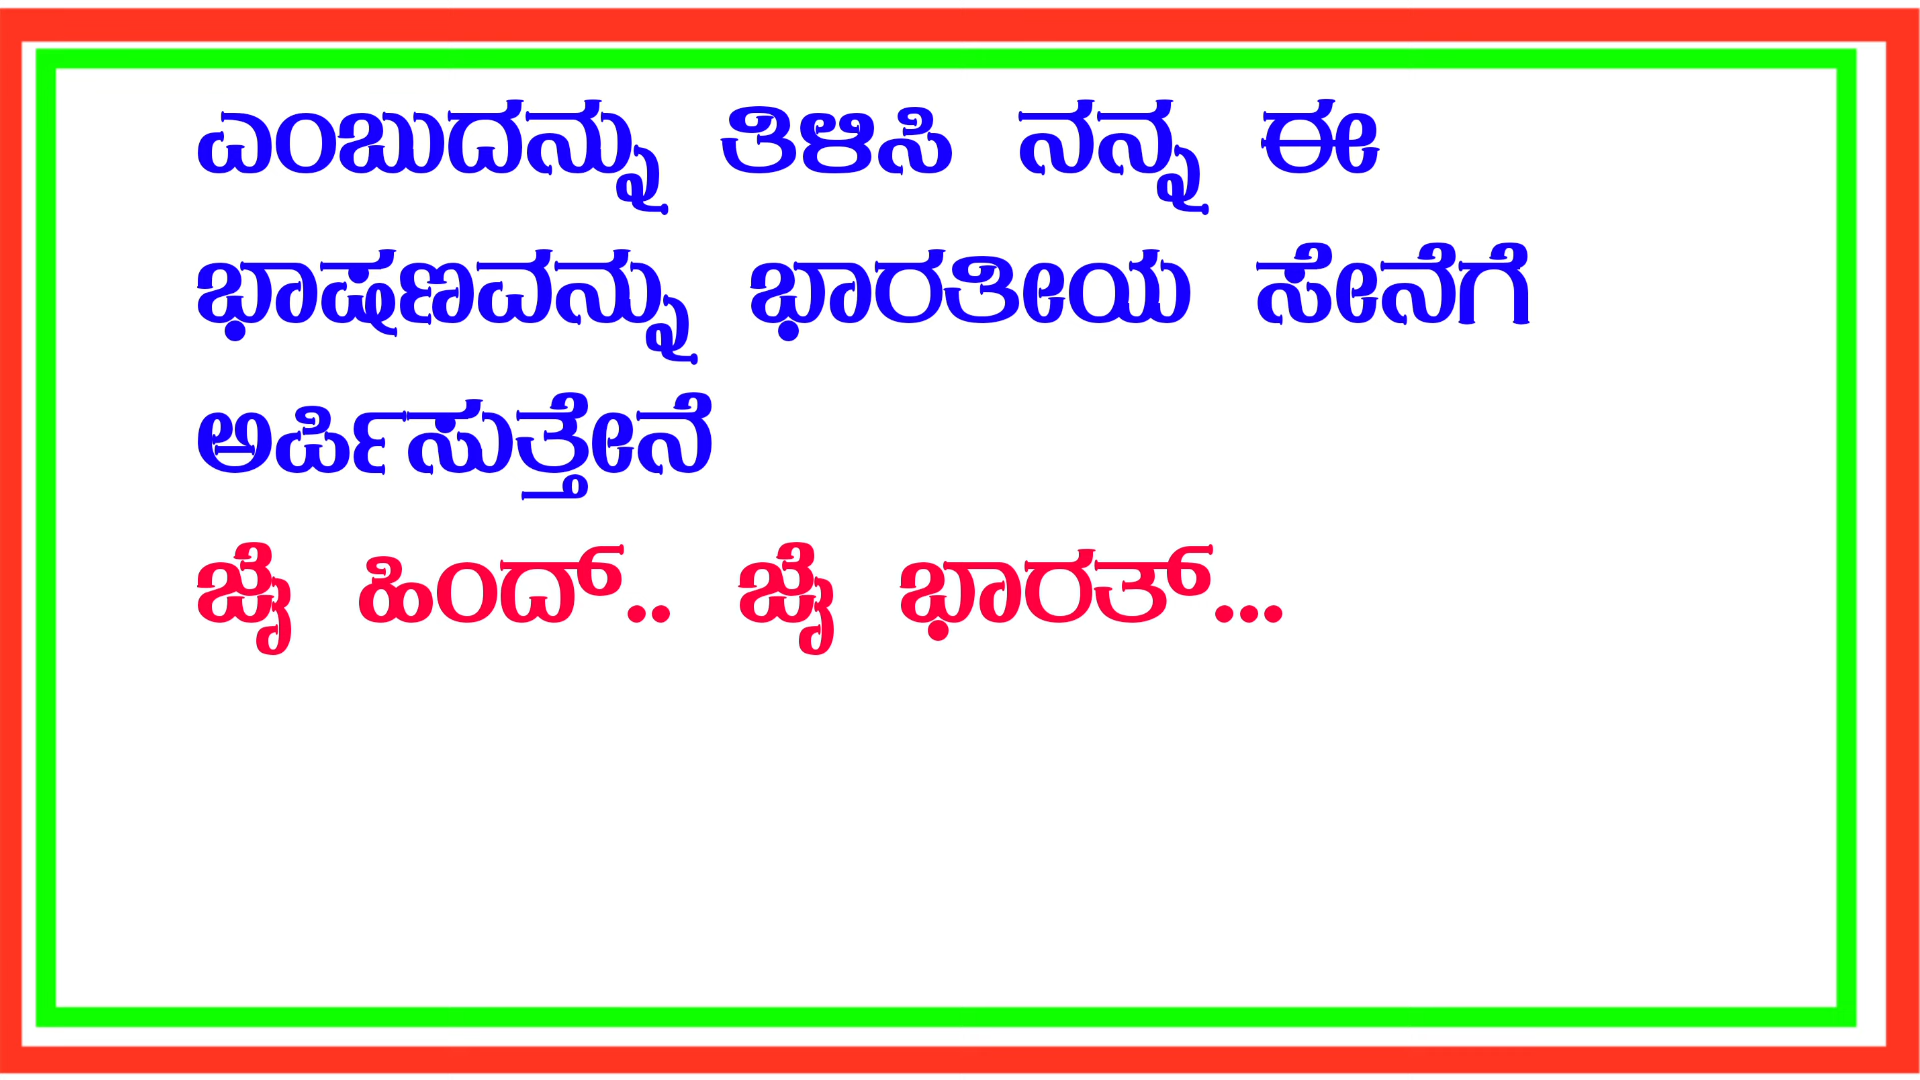 ಎಂಬುದನ್ನು ತಿಳಿಸಿ ನನ್ನ ಈ
ಭಾಷಣವನ್ನು ಭಾರತೀಯ ಸೇನೆಗೆ
ಅರ್ಪಿಸುತ್ತೇನೆ
ಜೈ ಹಿಂದ್.. ಜೈ ಭಾರತ್...